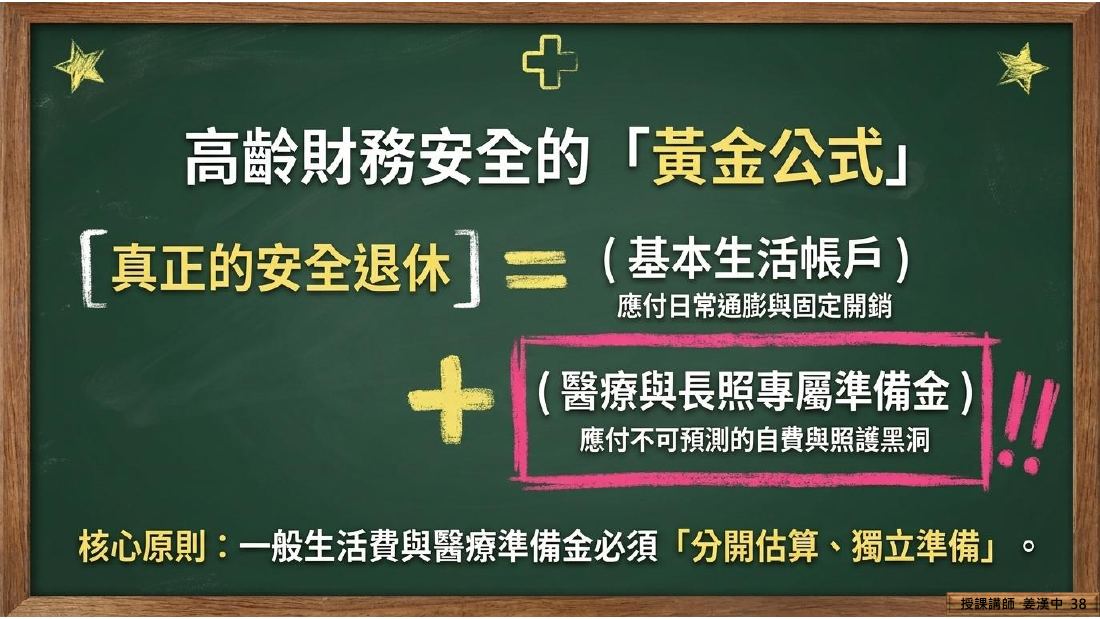 高齡財務安全的「黃金公式」
[真正的安全退休] = (基本生活帳戶)
應付日常通膨與固定開銷
+ (醫療與長照專屬準備金) !!
應付不可預測的自費與照護黑洞
核心原則：一般生活費與醫療準備金必須「分開估算、獨立準備」。
授課講師 姜漢中 38